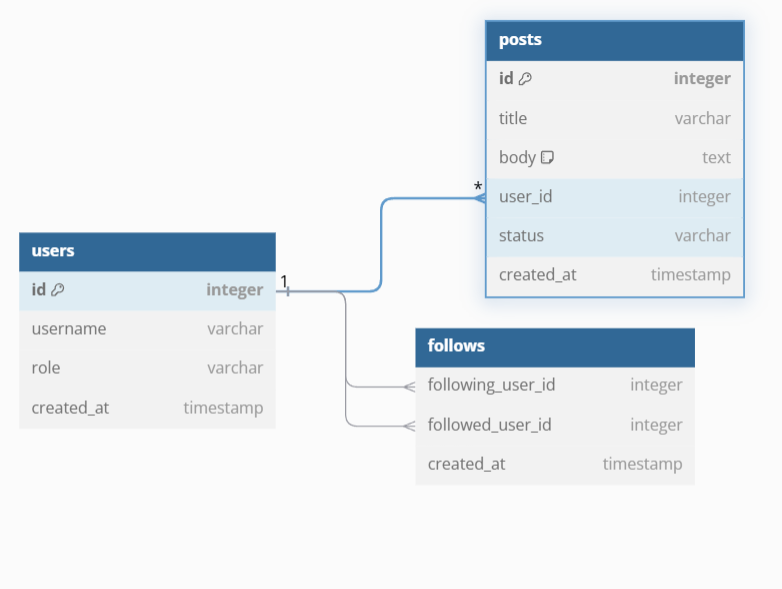 posts
id integer
title varchar
body text
* user_id integer
status varchar
created_at timestamp
users
id integer 1
username varchar
role varchar
created_at timestamp
follows
following_user_id integer
followed_user_id integer
created_at timestamp